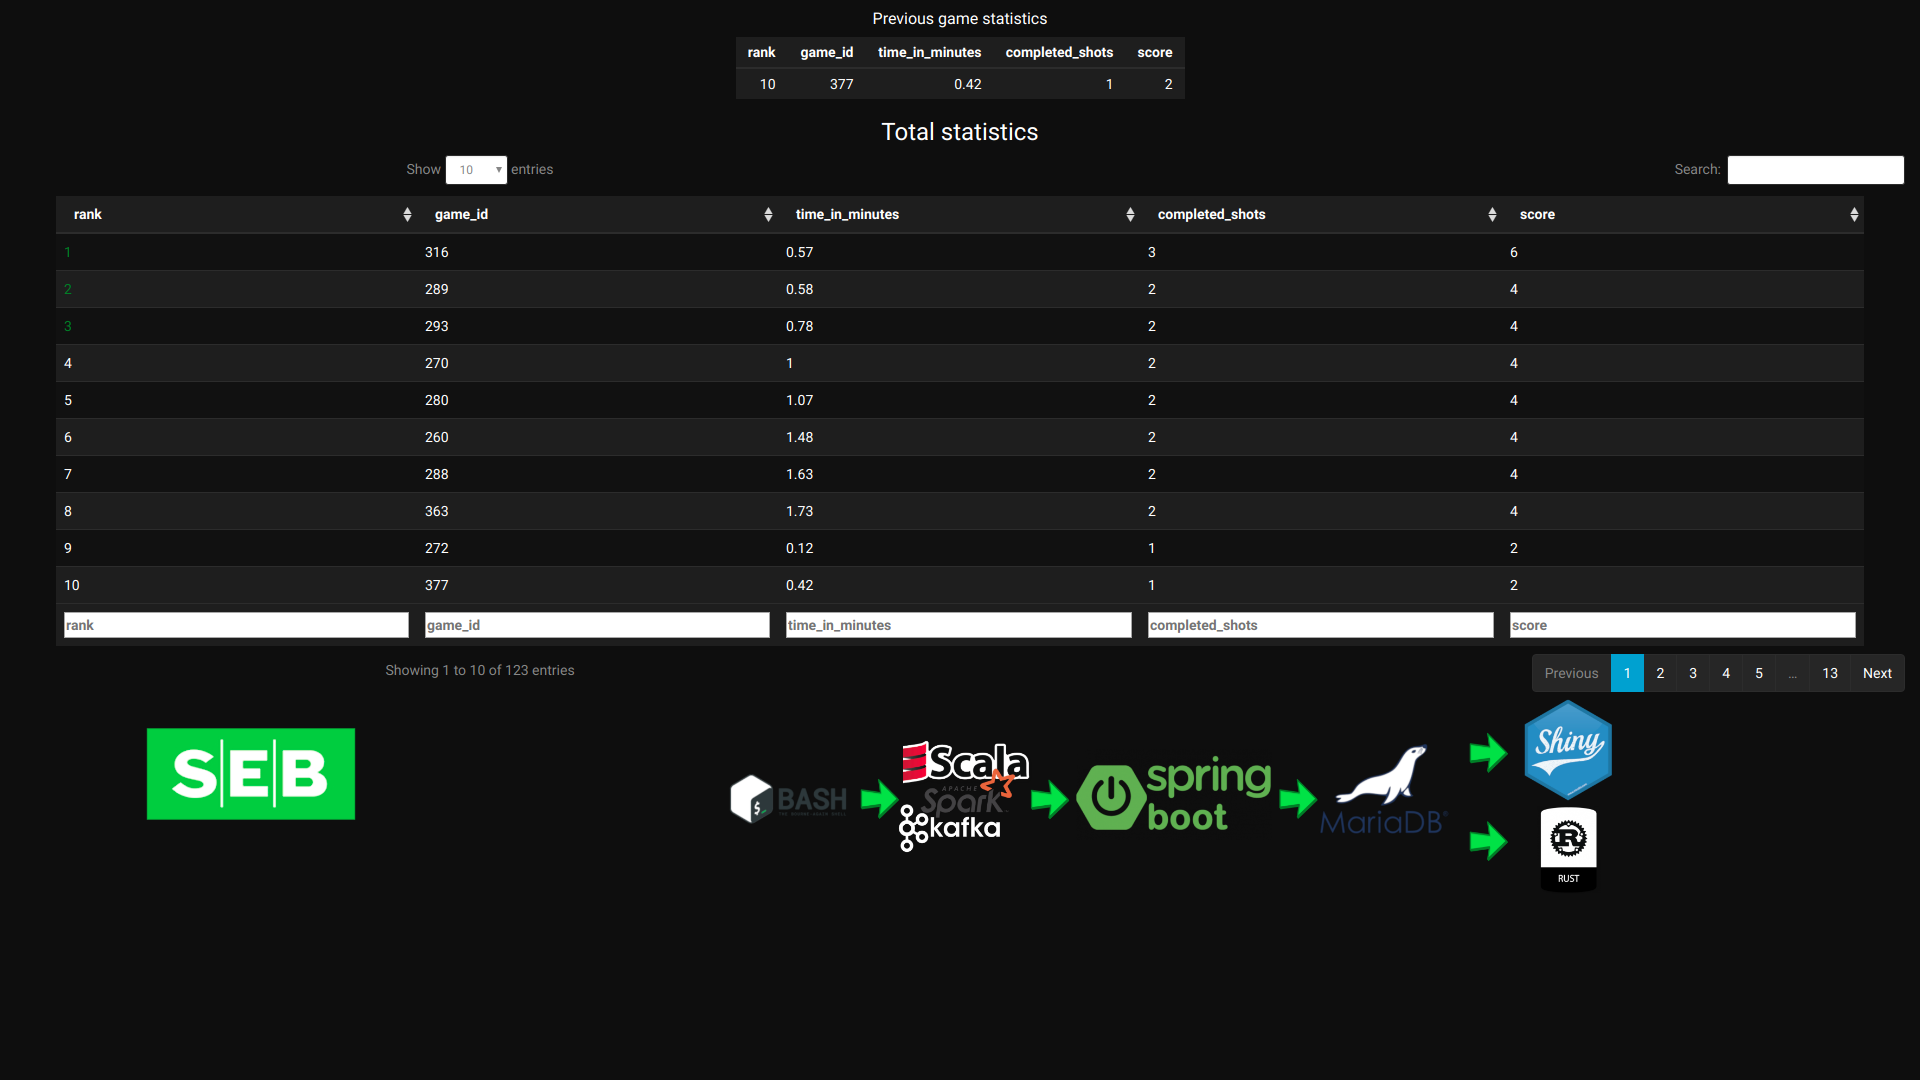 Previous game statistics
rank game_id time_in_minutes completed_shots score
10 377 0.42 1 2
Total statistics
Show 10 entries Search:
rank game_id time_in_minutes completed_shots score
1 316 0.57 3 6
2 289 0.58 2 4
3 293 0.78 2 4
4 270 1 2 4
5 280 1.07 2 4
6 260 1.48 2 4
7 288 1.63 2 4
8 363 1.73 2 4
9 272 0.12 1 2
10 377 0.42 1 2
rank game_id time_in_minutes completed_shots score
Showing 1 to 10 of 123 entries Previous 1 2 3 4 5 ... 13 Next
SEB
$_ BASH
THE BOURNE-AGAIN SHELL
Scala
APACHE
Spark
kafka
spring
boot
MariaDB
Shiny
R
RUST